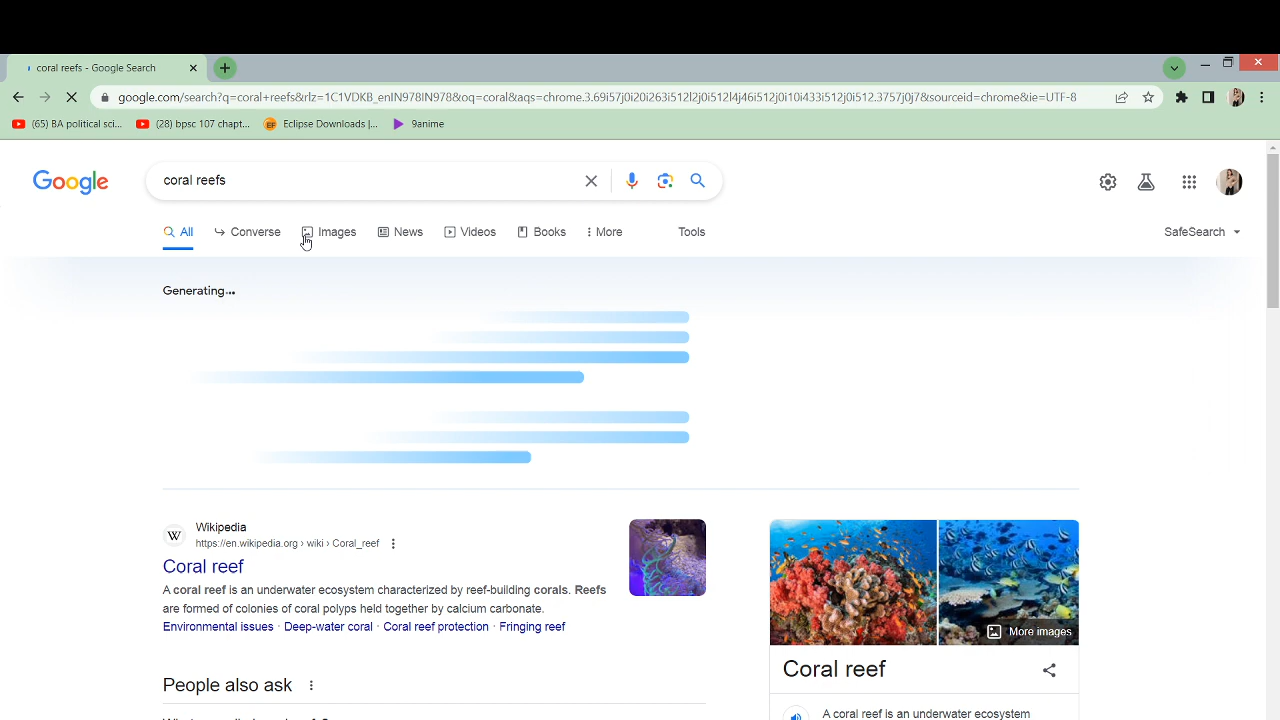 coral reefs - Google Search
google.com/search?q=coral+reefs&rlz=1C1VDKB_enIN978IN978&oq=coral&aqs=chrome.3.69i57j0i20i263i512l2j0i512l4j46i512j0i10i433i512j0i512.3757j0j7&sourceid=chrome&ie=UTF-8
(65) BA political sci... (28) bpsc 107 chapt... Eclipse Downloads |... 9anime
Google coral reefs
All Converse Images News Videos Books More Tools SafeSearch
Generating...
Wikipedia
https://en.wikipedia.org › wiki › Coral_reef
Coral reef
A coral reef is an underwater ecosystem characterized by reef-building corals. Reefs
are formed of colonies of coral polyps held together by calcium carbonate.
Environmental issues · Deep-water coral · Coral reef protection · Fringing reef
People also ask
More images
Coral reef
A coral reef is an underwater ecosystem